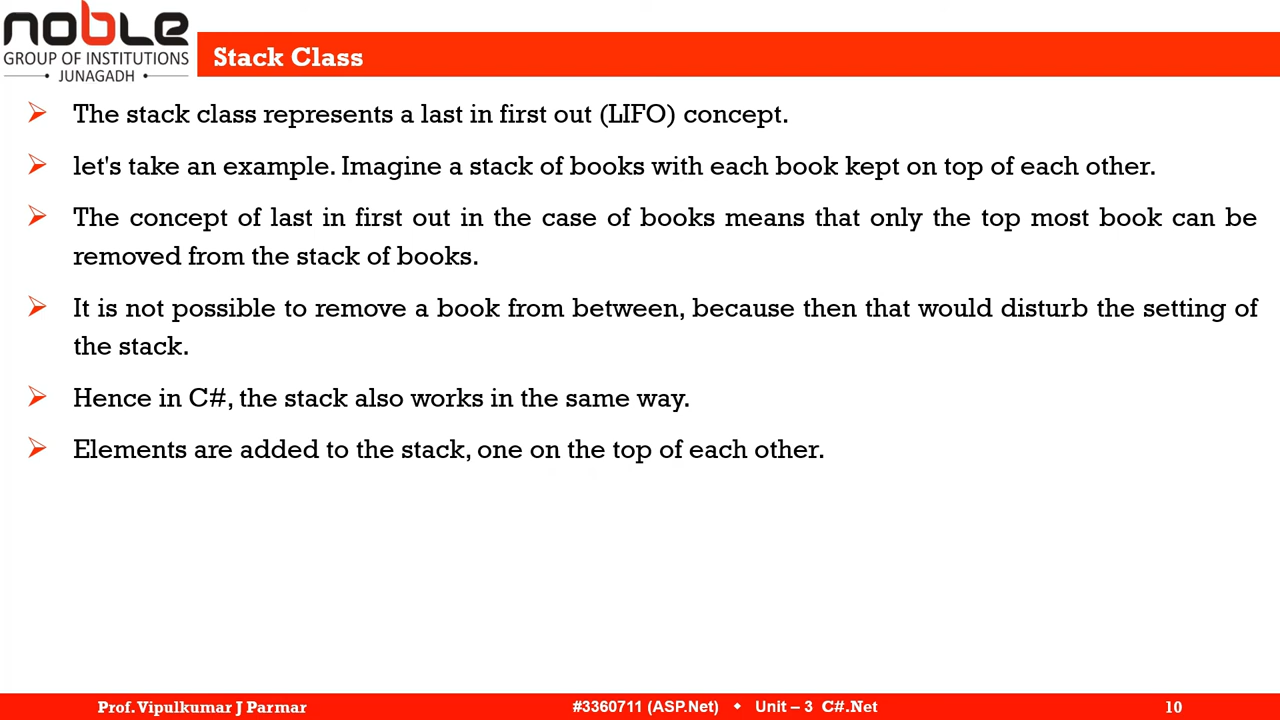 noble
GROUP OF INSTITUTIONS
JUNAGADH
Stack Class
The stack class represents a last in first out (LIFO) concept.
let's take an example. Imagine a stack of books with each book kept on top of each other.
The concept of last in first out in the case of books means that only the top most book can be
removed from the stack of books.
It is not possible to remove a book from between, because then that would disturb the setting of
the stack.
Hence in C#, the stack also works in the same way.
Elements are added to the stack, one on the top of each other.
Prof. Vipulkumar J Parmar
#3360711 (ASP.Net) • Unit – 3 C#.Net
10